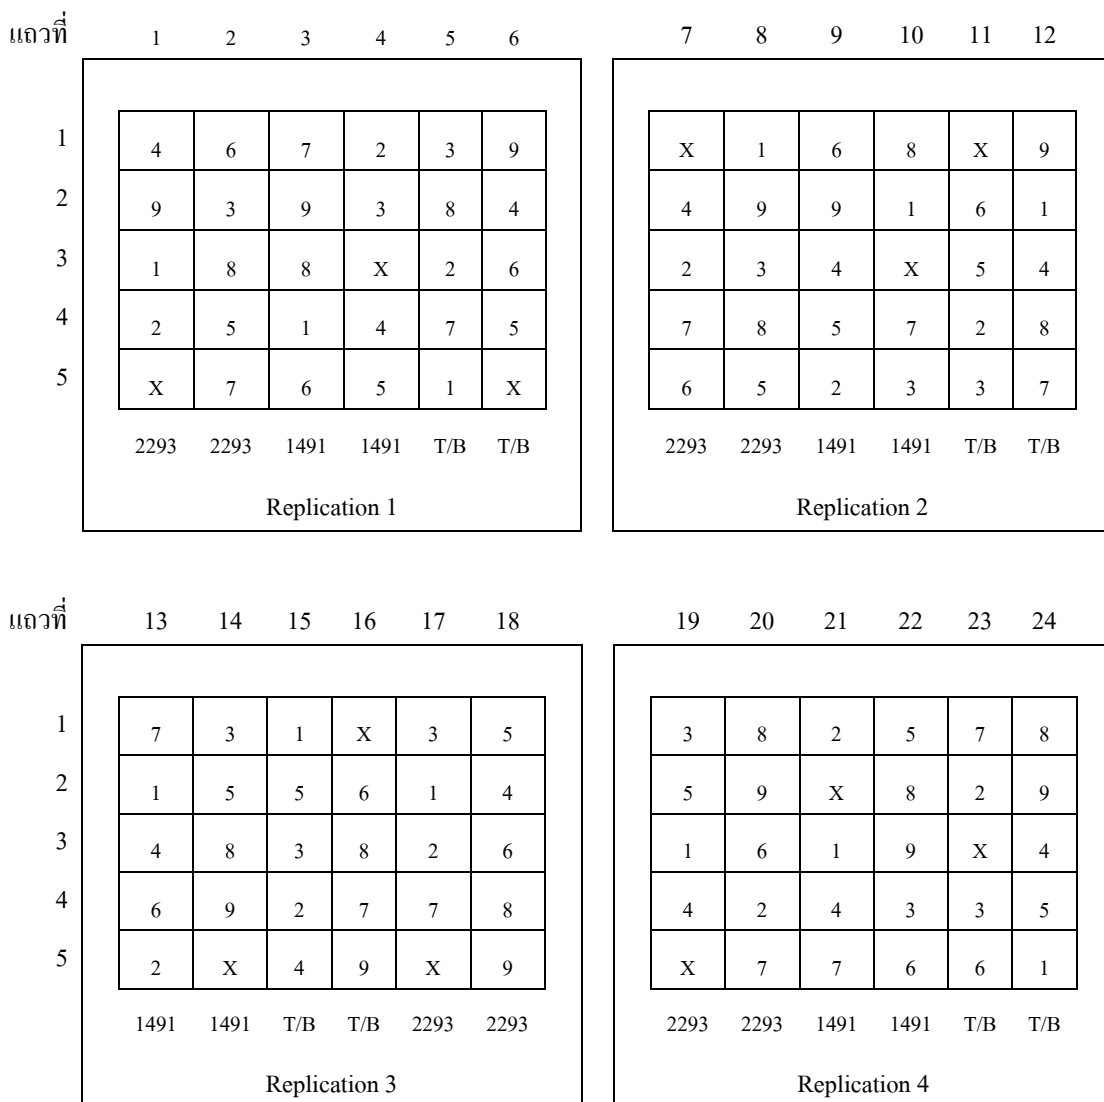 แถวที่ 1 2 3 4 5 6 7 8 9 10 11 12
1 4 6 7 2 3 9 X 1 6 8 X 9
2 9 3 9 3 8 4 4 9 9 1 6 1
3 1 8 8 X 2 6 2 3 4 X 5 4
4 2 5 1 4 7 5 7 8 5 7 2 8
5 X 7 6 5 1 X 6 5 2 3 3 7
2293 2293 1491 1491 T/B T/B 2293 2293 1491 1491 T/B T/B
Replication 1 Replication 2
แถวที่ 13 14 15 16 17 18 19 20 21 22 23 24
1 7 3 1 X 3 5 3 8 2 5 7 8
2 1 5 5 6 1 4 5 9 X 8 2 9
3 4 8 3 8 2 6 1 6 1 9 X 4
4 6 9 2 7 7 8 4 2 4 3 3 5
5 2 X 4 9 X 9 X 7 7 6 6 1
1491 1491 T/B T/B 2293 2293 2293 2293 1491 1491 T/B T/B
Replication 3 Replication 4